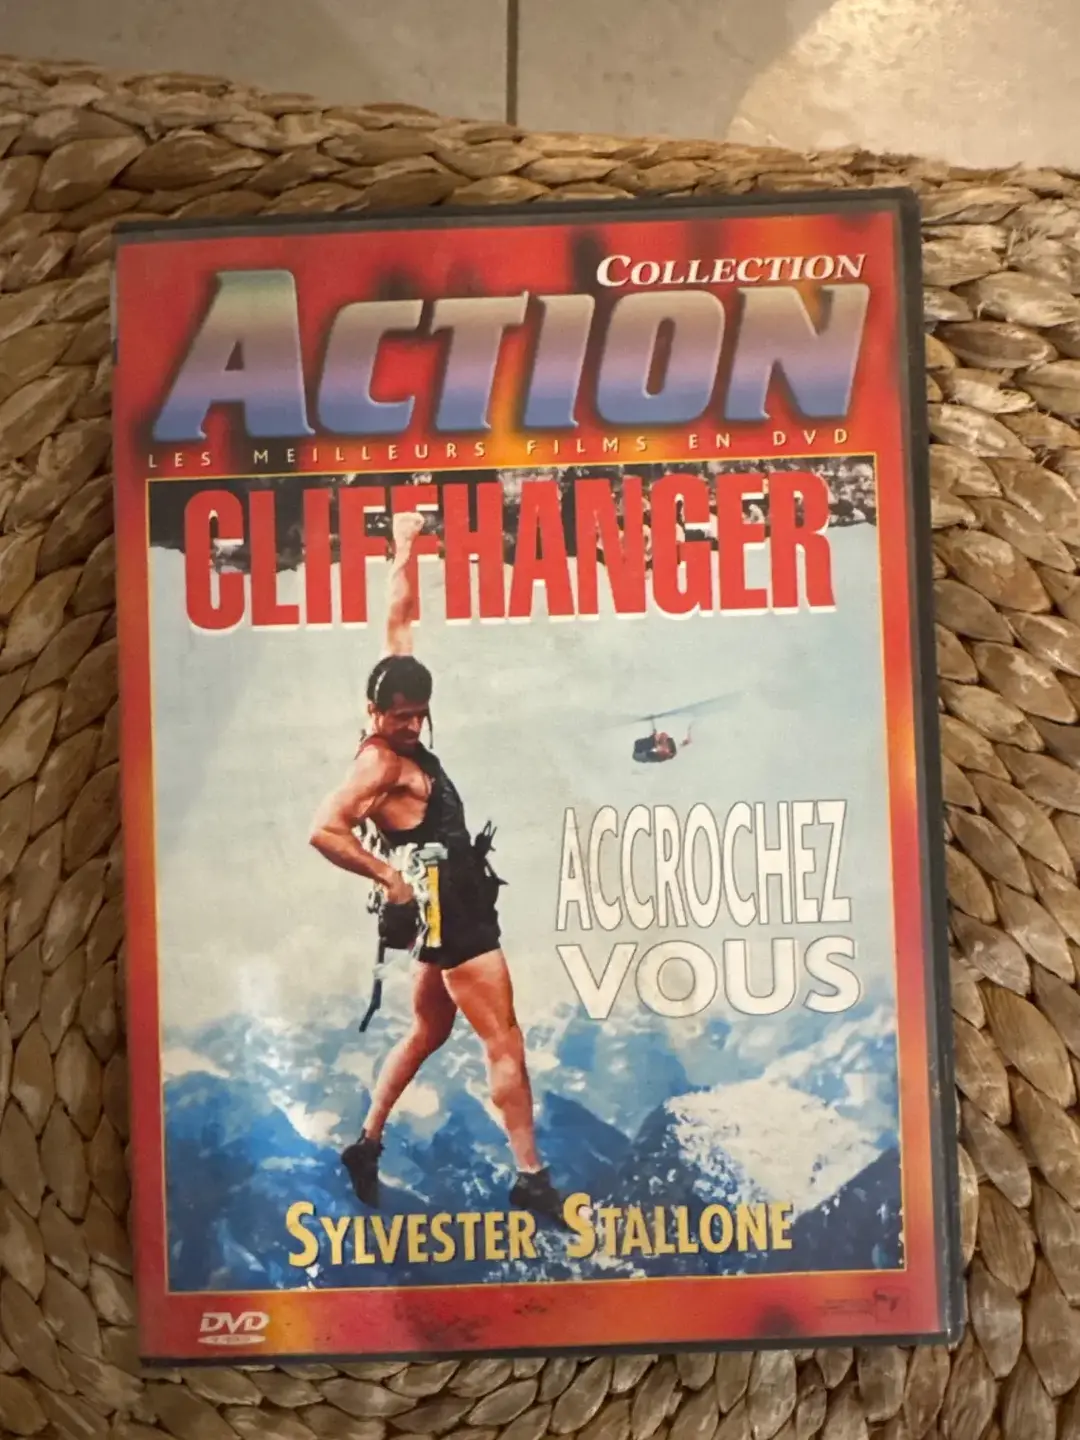 COLLECTION
ACTION
LES MEILLEURS FILMS EN DVD
CLIFFHANGER
ACCROCHEZ
VOUS
SYLVESTER STALLONE
DVD